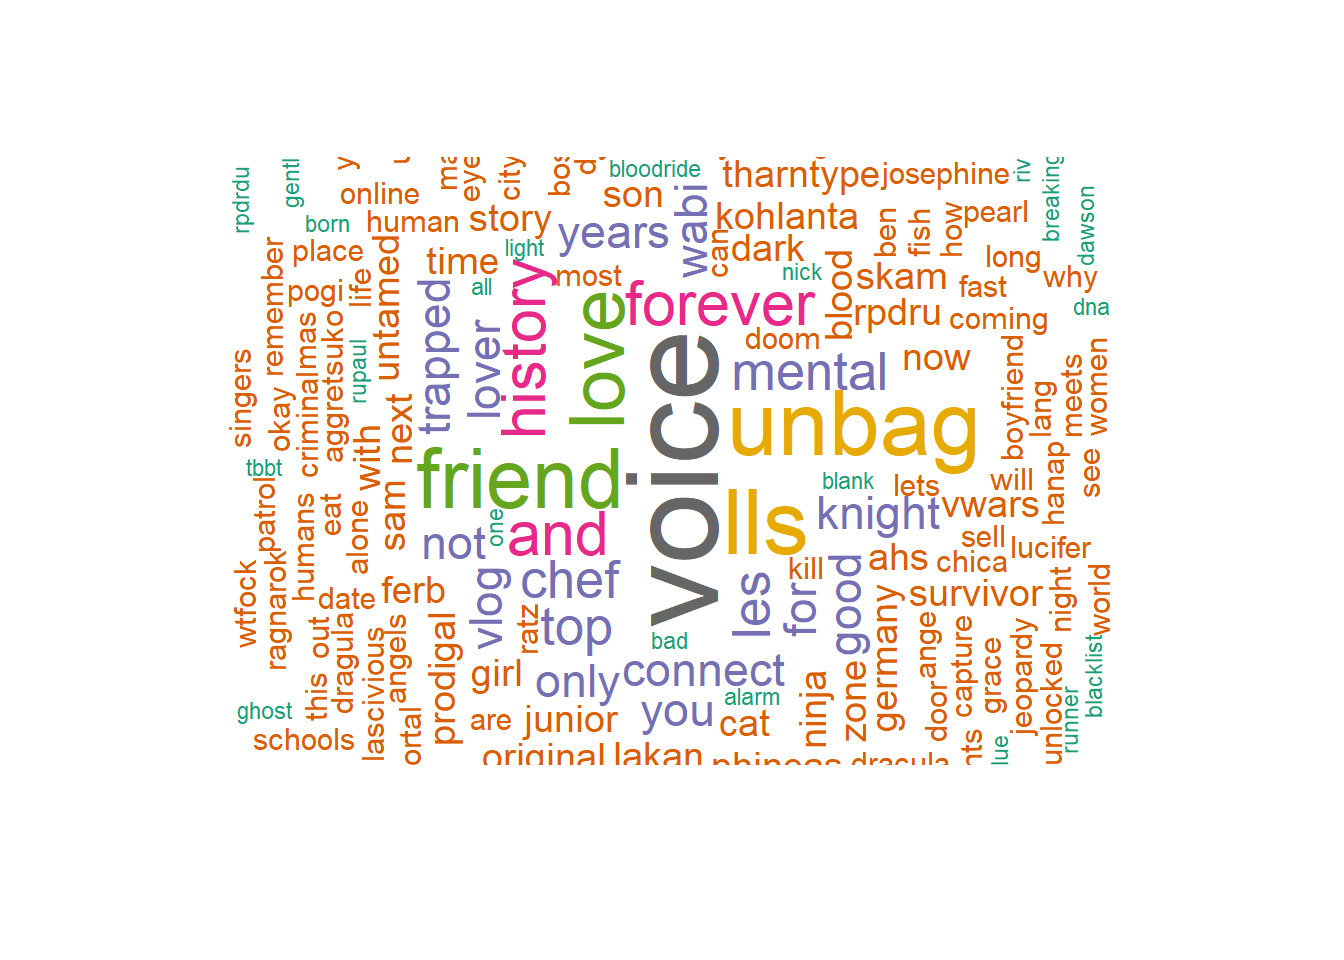 rpdrdu
gentl
online
born
human
story
city
bloodride
son
years
wabi
tharntype
josephine
riv
breaking
dawson
kohlanta
can
dark
ben
fish
how
pearl
long
why
place
remember
pogi
life
untamed
time
light
all
most
history
love
forever
nick
blood
skam
fast
rpdru
coming
dna
singers
okay
criminal
mas
aggretsuko
rupaul
trapped
lover
doom
mental
now
boyfriend
lang
meets
women
tbbt
with
next
friend
voice
unbag
patrol
humans
eat
alone
sam
not
one
and
lls
blank
lets
knight
vwars
will
hanap
see
wtfock
ragnarok
date
ferb
vlog
chef
top
ratz
les
kill
for
good
ahs
chica
sell
lucifer
survivor
night
world
this
out
dragula
lascivious
angels
prodigal
girl
only
bad
connect
germany
ange
capture
grace
jeopardy
unlocked
runner
blacklist
ghost
schools
ortal
are
junior
you
alarm
cat
ninja
zone
door
nts
lue
original
lakan
phineas
dracula